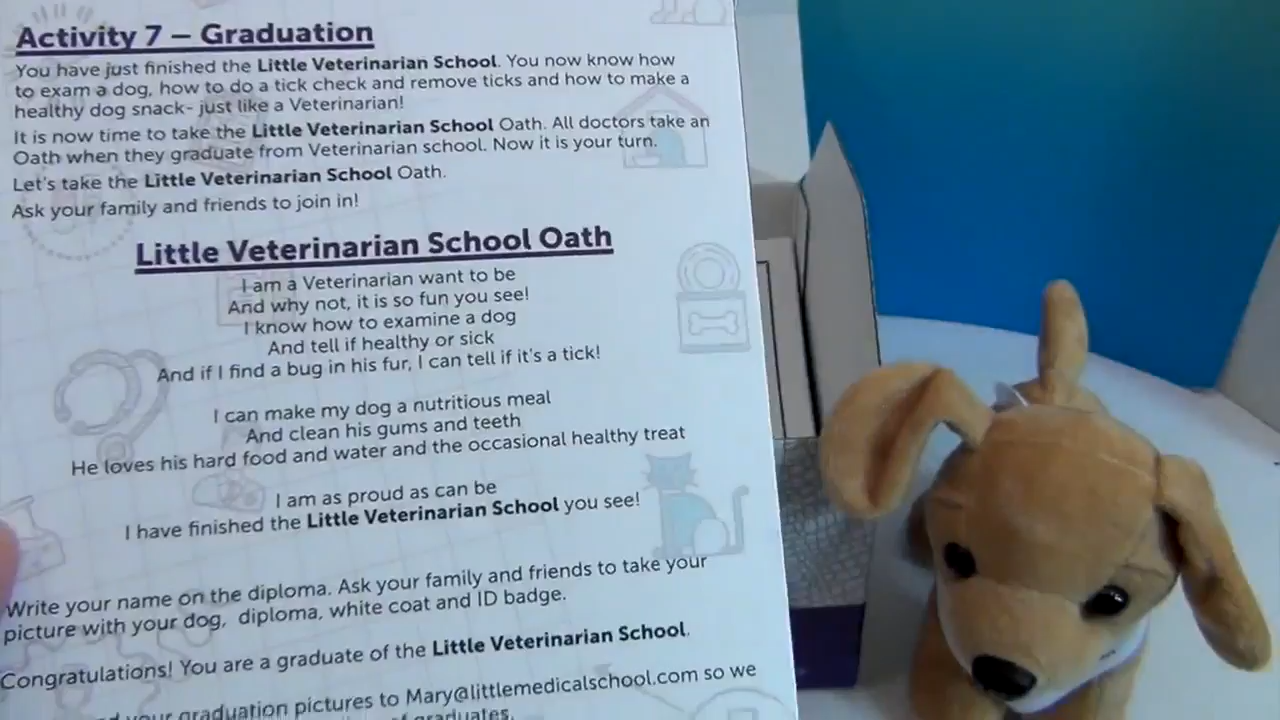 Activity 7 – Graduation
You have just finished the Little Veterinarian School. You now know how
to exam a dog, how to do a tick check and remove ticks and how to make a
healthy dog snack- just like a Veterinarian!
It is now time to take the Little Veterinarian School Oath. All doctors take an
Oath when they graduate from Veterinarian school. Now it is your turn.
Let's take the Little Veterinarian School Oath.
Ask your family and friends to join in!
Little Veterinarian School Oath
I am a Veterinarian want to be
And why not, it is so fun you see!
I know how to examine a dog
And tell if healthy or sick
And if I find a bug in his fur, I can tell if it's a tick!
I can make my dog a nutritious meal
And clean his gums and teeth
He loves his hard food and water and the occasional healthy treat
I am as proud as can be
I have finished the Little Veterinarian School you see!
Write your name on the diploma. Ask your family and friends to take your
picture with your dog, diploma, white coat and ID badge.
Congratulations! You are a graduate of the Little Veterinarian School.
your graduation pictures to Mary@littlemedicalschool.com so we
of graduates.